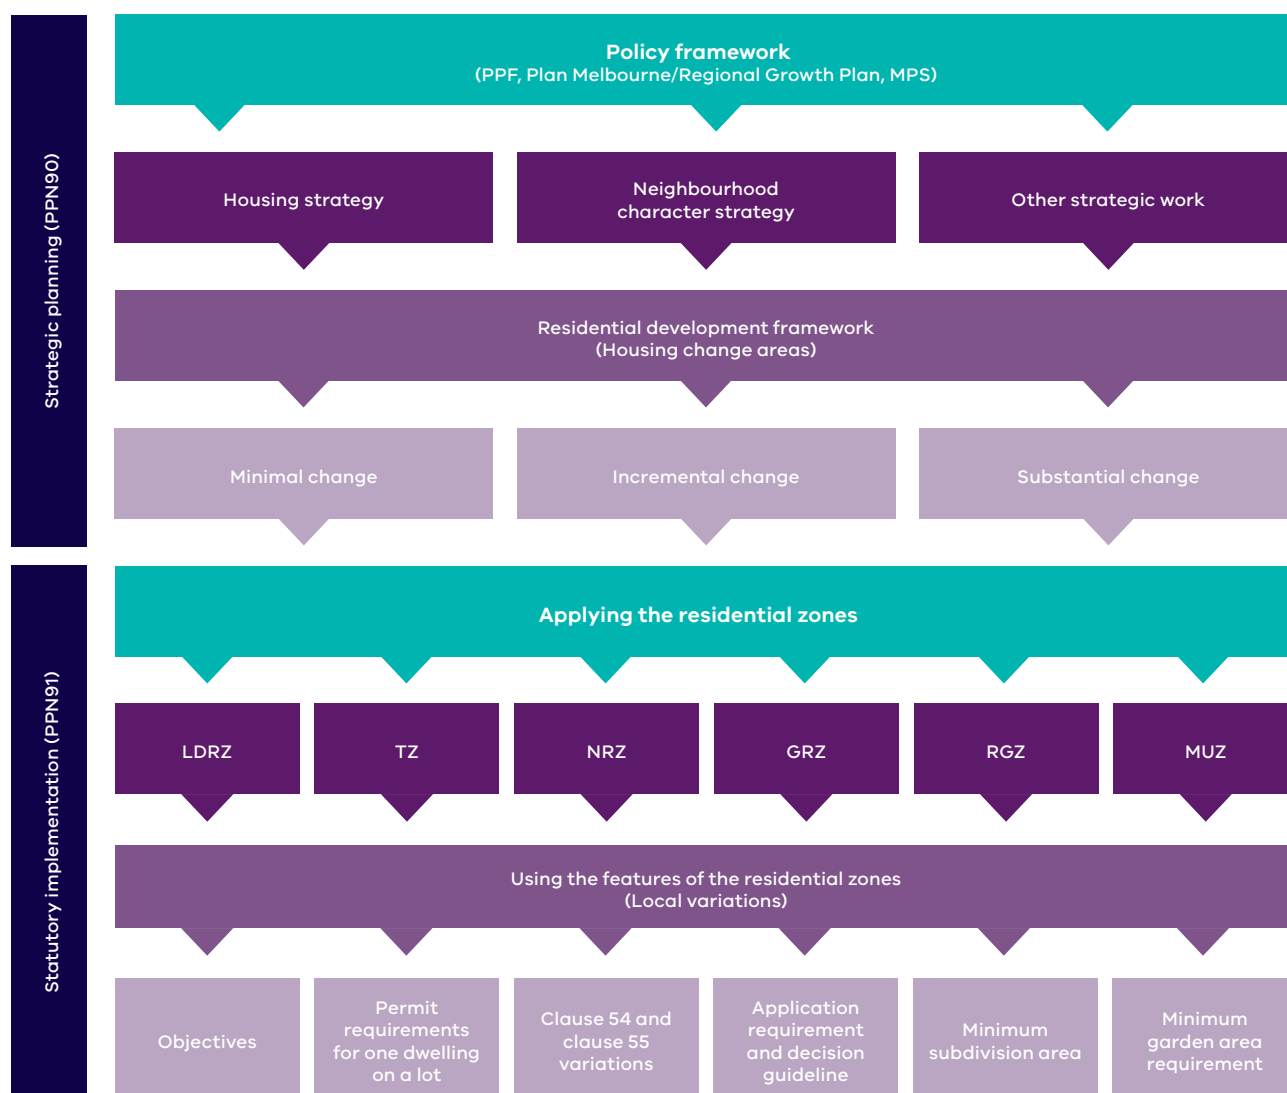 Strategic planning (PPN90)
Policy framework
(PPF, Plan Melbourne/Regional Growth Plan, MPS)
Housing strategy
Neighbourhood
character strategy
Other strategic work
Residential development framework
(Housing change areas)
Minimal change
Incremental change
Substantial change
Statutory implementation (PPN91)
Applying the residential zones
LDRZ
TZ
NRZ
GRZ
RGZ
MUZ
Using the features of the residential zones
(Local variations)
Objectives
Permit
requirements
for one dwelling
on a lot
Clause 54 and
clause 55
variations
Application
requirement
and decision
guideline
Minimum
subdivision area
Minimum
garden area
requirement